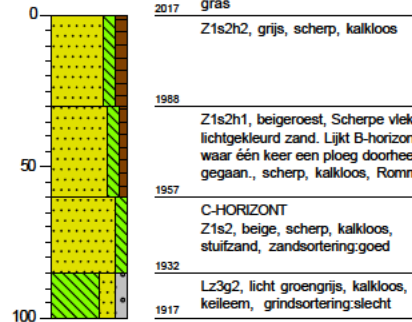 0
2017
gras
Z1s2h2, grijs, scherp, kalkloos
1988
Z1s2h1, beigeroest, Scherpe vlek
lichtgekleurd zand. Lijkt B-horizon
waar één keer een ploeg doorhee
gegaan., scherp, kalkloos, Romm
50
1957
C-HORIZONT
Z1s2, beige, scherp, kalkloos,
stuifzand, zandsortering:goed
1932
Lz3g2, licht groengrijs, kalkloos,
keileem, grindsortering:slecht
100
1917